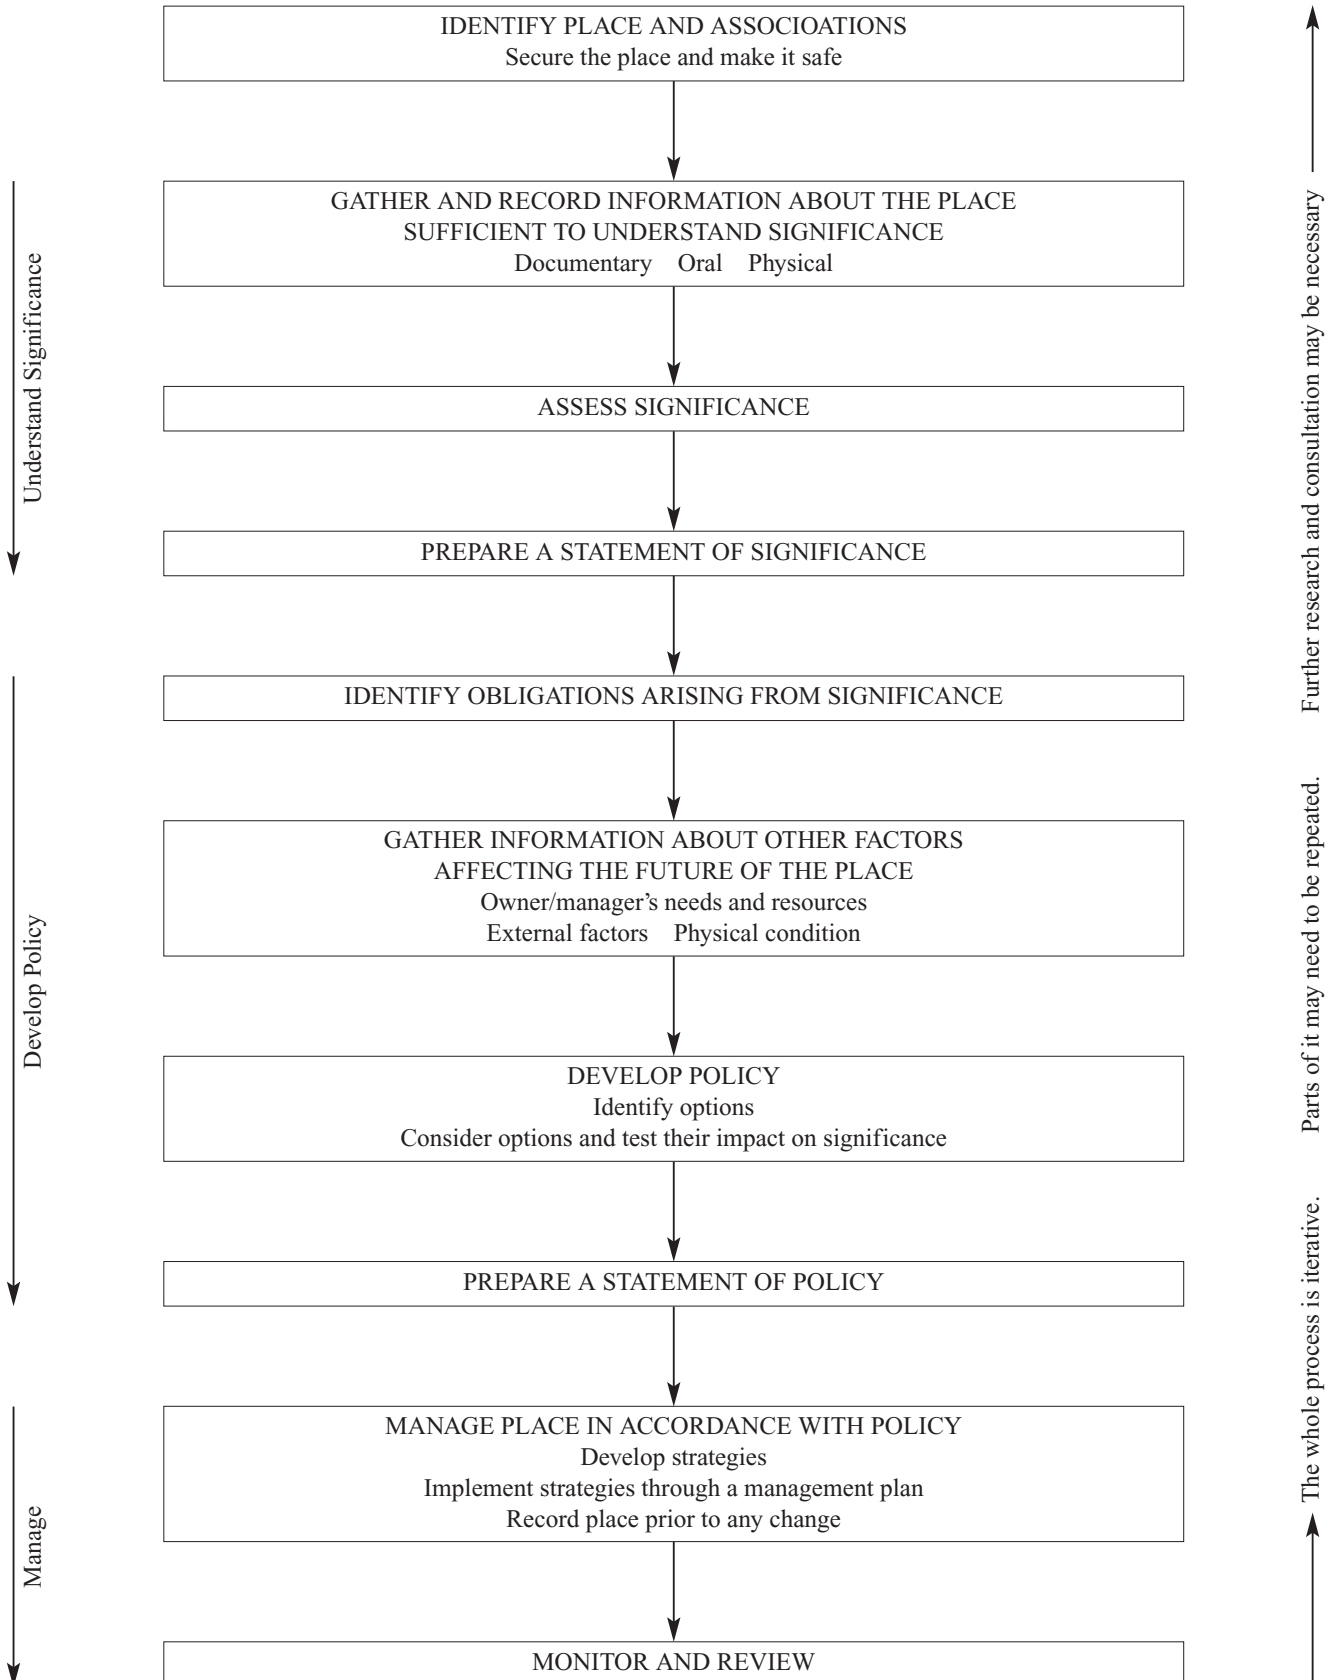 IDENTIFY PLACE AND ASSOCIOATIONS
Secure the place and make it safe
GATHER AND RECORD INFORMATION ABOUT THE PLACE
SUFFICIENT TO UNDERSTAND SIGNIFICANCE
Documentary Oral Physical
ASSESS SIGNIFICANCE
PREPARE A STATEMENT OF SIGNIFICANCE
Understand Significance
IDENTIFY OBLIGATIONS ARISING FROM SIGNIFICANCE
GATHER INFORMATION ABOUT OTHER FACTORS
AFFECTING THE FUTURE OF THE PLACE
Owner/manager’s needs and resources
External factors Physical condition
DEVELOP POLICY
Identify options
Consider options and test their impact on significance
PREPARE A STATEMENT OF POLICY
Develop Policy
MANAGE PLACE IN ACCORDANCE WITH POLICY
Develop strategies
Implement strategies through a management plan
Record place prior to any change
MONITOR AND REVIEW
Manage
The whole process is iterative. Parts of it may need to be repeated. Further research and consultation may be necessary